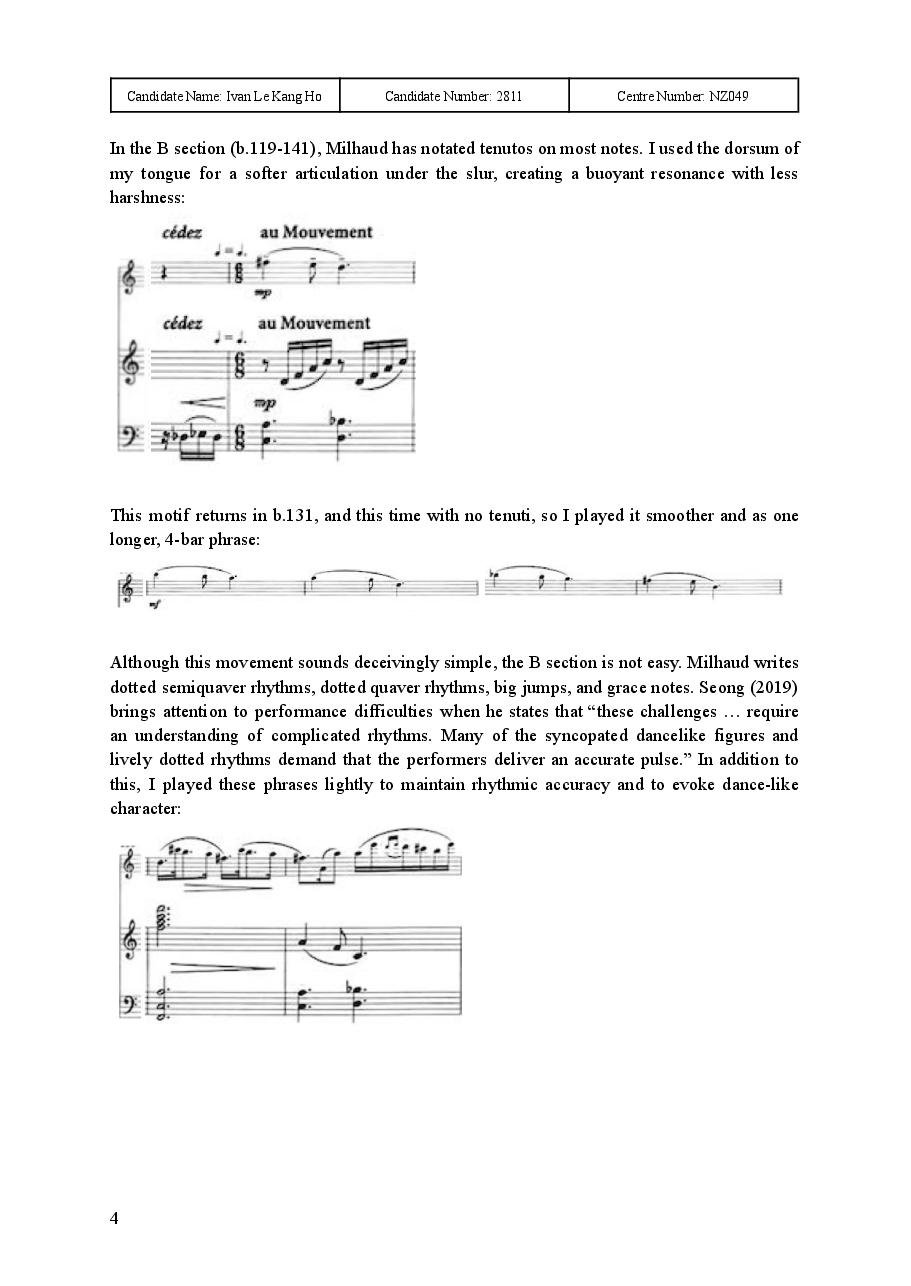 Candidate Name: Ivan Le Kang Ho
Candidate Number: 2811
Centre Number: NZ049
In the B section (b.119-141), Milhaud has notated tenutos on most notes. I used the dorsum of
my tongue for a softer articulation under the slur, creating a buoyant resonance with less
harshness:
cédez au Mouvement
mp
cédez au Mouvement
mp
This motif returns in b.131, and this time with no tenuti, so I played it smoother and as one
longer, 4-bar phrase:
mf
Although this movement sounds deceivingly simple, the B section is not easy. Milhaud writes
dotted semiquaver rhythms, dotted quaver rhythms, big jumps, and grace notes. Seong (2019)
brings attention to performance difficulties when he states that “these challenges … require
an understanding of complicated rhythms. Many of the syncopated dancelike figures and
lively dotted rhythms demand that the performers deliver an accurate pulse.” In addition to
this, I played these phrases lightly to maintain rhythmic accuracy and to evoke dance-like
character:
4